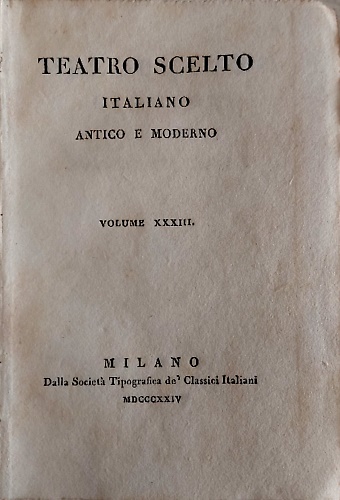 TEATRO SCELTO
ITALIANO
ANTICO E MODERNO
VOLUME XXXIII.
MILANO
Dalla Società Tipografica de' Classici Italiani
MDCCCXXIV